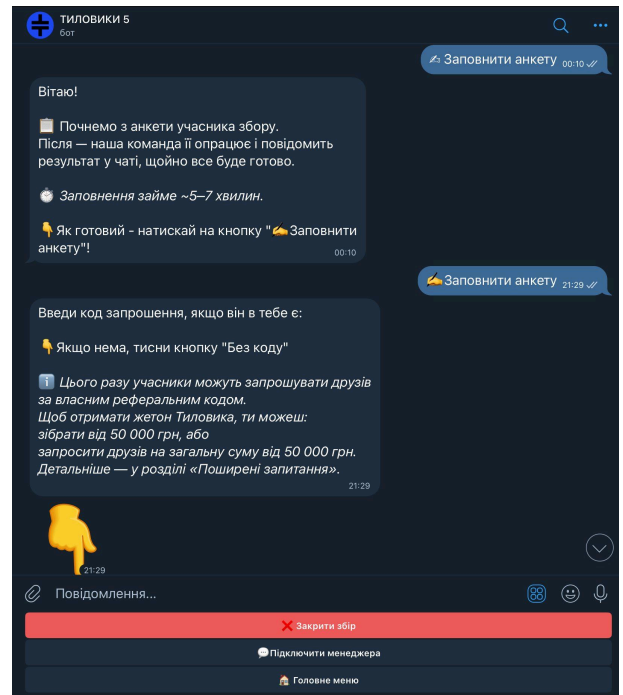 ТИЛОВИКИ 5
бот
✍️ Заповнити анкету 00:10
Вітаю!
📋 Почнемо з анкети учасника збору.
Після — наша команда її опрацює і повідомить
результат у чаті, щойно все буде готово.
⏱️ Заповнення займе ~5–7 хвилин.
👇Як готовий - натискай на кнопку "✍️Заповнити
анкету"!
00:10
✍️Заповнити анкету 21:29
Введи код запрошення, якщо він в тебе є:
👇Якщо нема, тисни кнопку "Без коду"
ℹ️ Цього разу учасники можуть запрошувати друзів
за власним реферальним кодом.
Щоб отримати жетон Тиловика, ти можеш:
зібрати від 50 000 грн, або
запросити друзів на загальну суму від 50 000 грн.
Детальніше — у розділі «Поширені запитання».
21:29
👇
21:29
Повідомлення...
❌ Закрити збір
💬Підключити менеджера
🏠 Головне меню